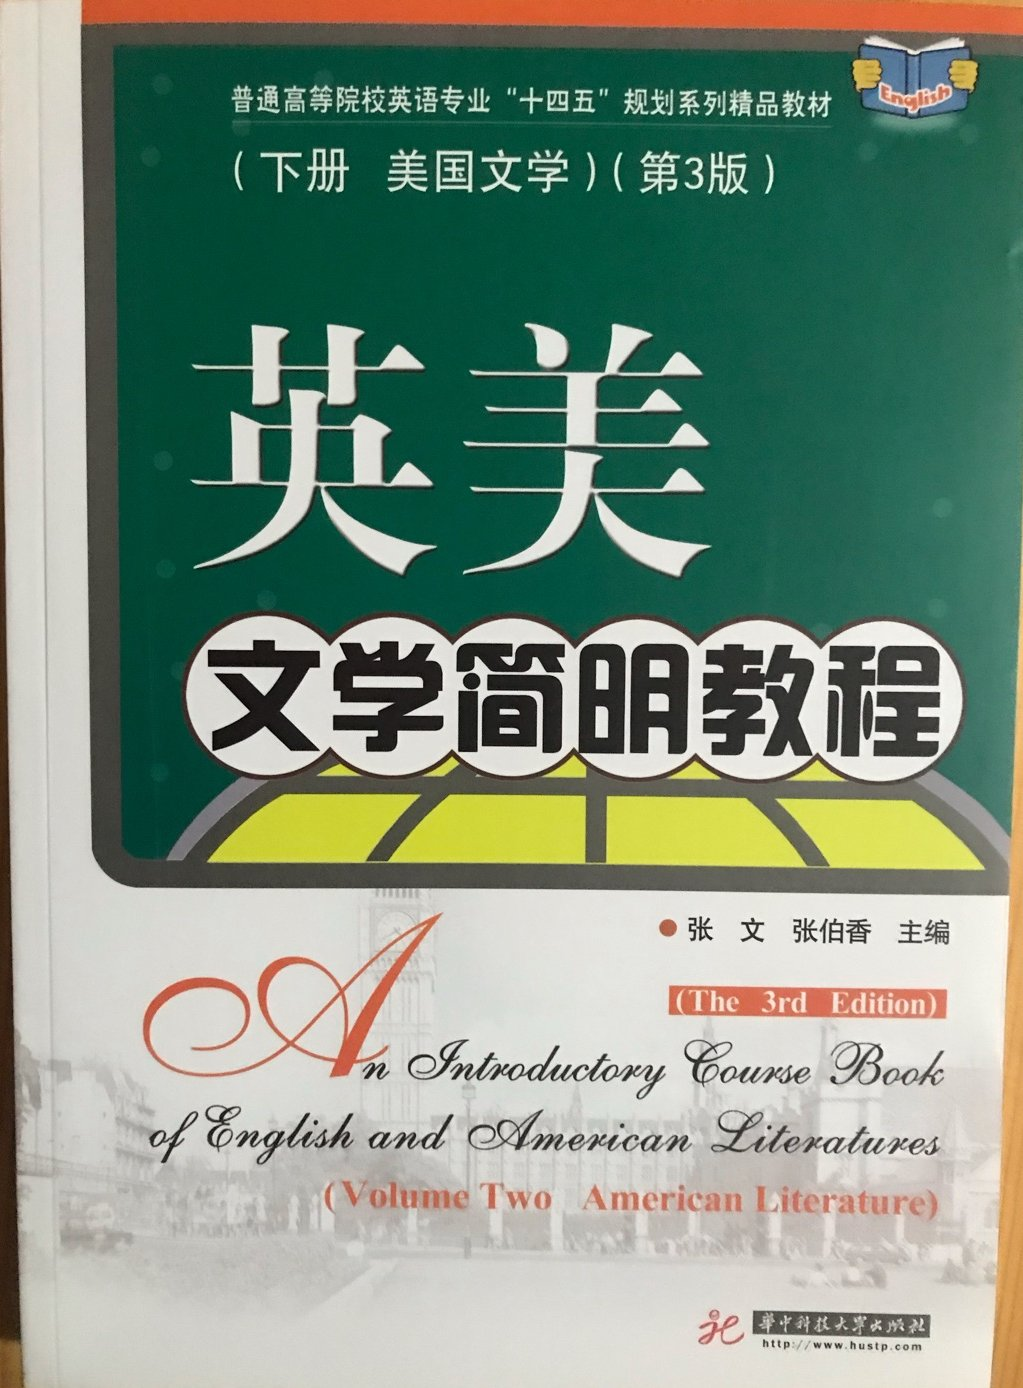 普通高等院校英语专业“十四五”规划系列精品教材
English
（下册 美国文学）（第3版）
英美
文学简明教程
张 文 张伯香 主编
(The 3rd Edition)
An Introductory Course Book
of English and American Literatures
(Volume Two American Literature)
华中科技大学出版社
http://www.hustp.com